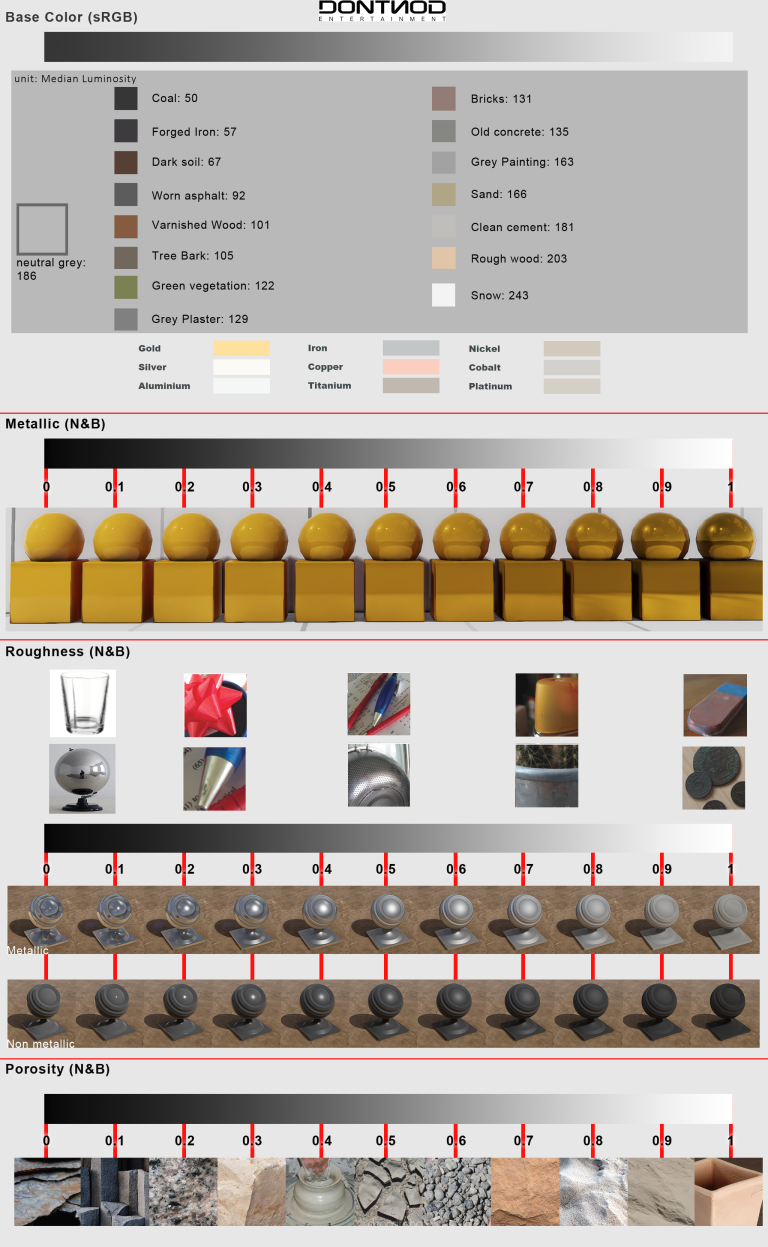 DONTNOD
ENTERTAINMENT
Base Color (sRGB)
unit: Median Luminosity
Coal: 50
Forged Iron: 57
Dark soil: 67
Worn asphalt: 92
Varnished Wood: 101
Tree Bark: 105
Green vegetation: 122
Grey Plaster: 129
neutral grey:
186
Bricks: 131
Old concrete: 135
Grey Painting: 163
Sand: 166
Clean cement: 181
Rough wood: 203
Snow: 243
Gold Iron Nickel
Silver Copper Cobalt
Aluminium Titanium Platinum
Metallic (N&B)
0 0.1 0.2 0.3 0.4 0.5 0.6 0.7 0.8 0.9 1
Roughness (N&B)
0 0.1 0.2 0.3 0.4 0.5 0.6 0.7 0.8 0.9 1
Metallic
Non metallic
Porosity (N&B)
0 0.1 0.2 0.3 0.4 0.5 0.6 0.7 0.8 0.9 1